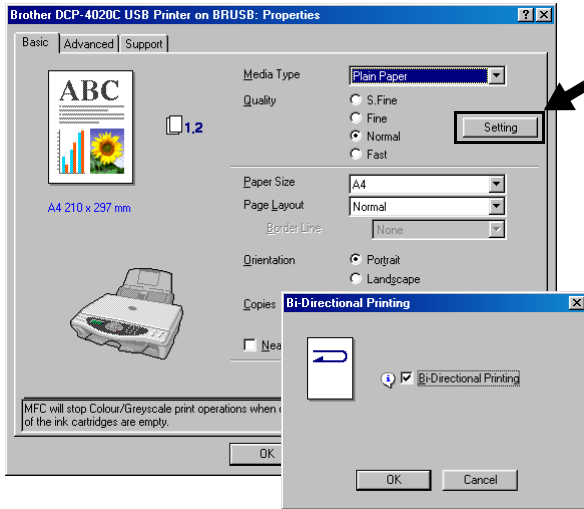 Brother DCP-4020C USB Printer on BRUSB: Properties
Basic Advanced Support
ABC
1,2
A4 210 x 297 mm
Media Type Plain Paper
Quality S.Fine
Fine
Normal
Fast
Setting
Paper Size A4
Page Layout Normal
Border Line None
Orientation Portrait
Landscape
Copies
MFC will stop Colour/Greyscale print operations when
of the ink cartridges are empty.
OK
Bi-Directional Printing
Bi-Directional Printing
OK Cancel